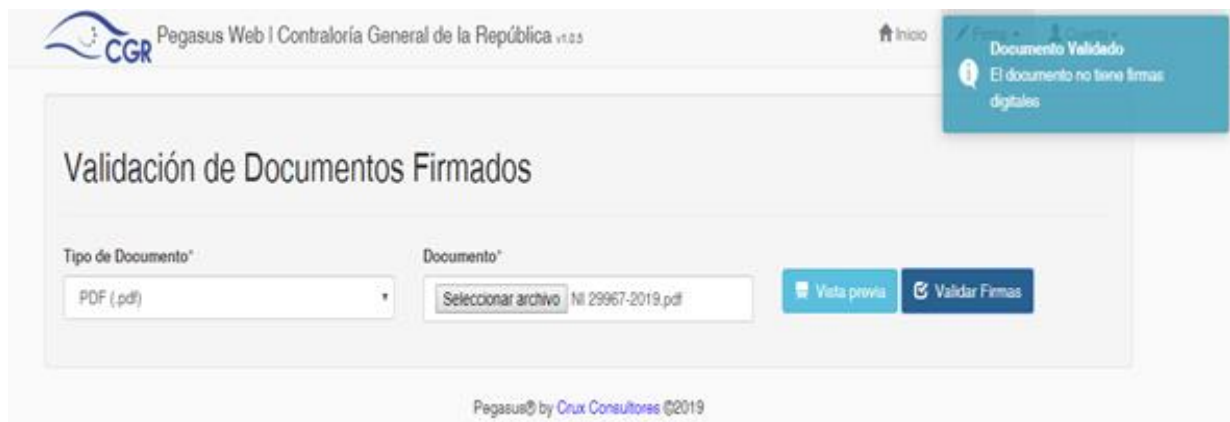 CGR
Pegasus Web | Contraloría General de la República v1.0.5
Inicio
Firma
Cuenta
Documento Validado
El documento no tiene firmas
digitales
Validación de Documentos Firmados
Tipo de Documento*
Documento*
PDF (.pdf)
Seleccionar archivo NI 29967-2019.pdf
Vista previa
Validar Firmas
Pegasus® by Crux Consultores ©2019